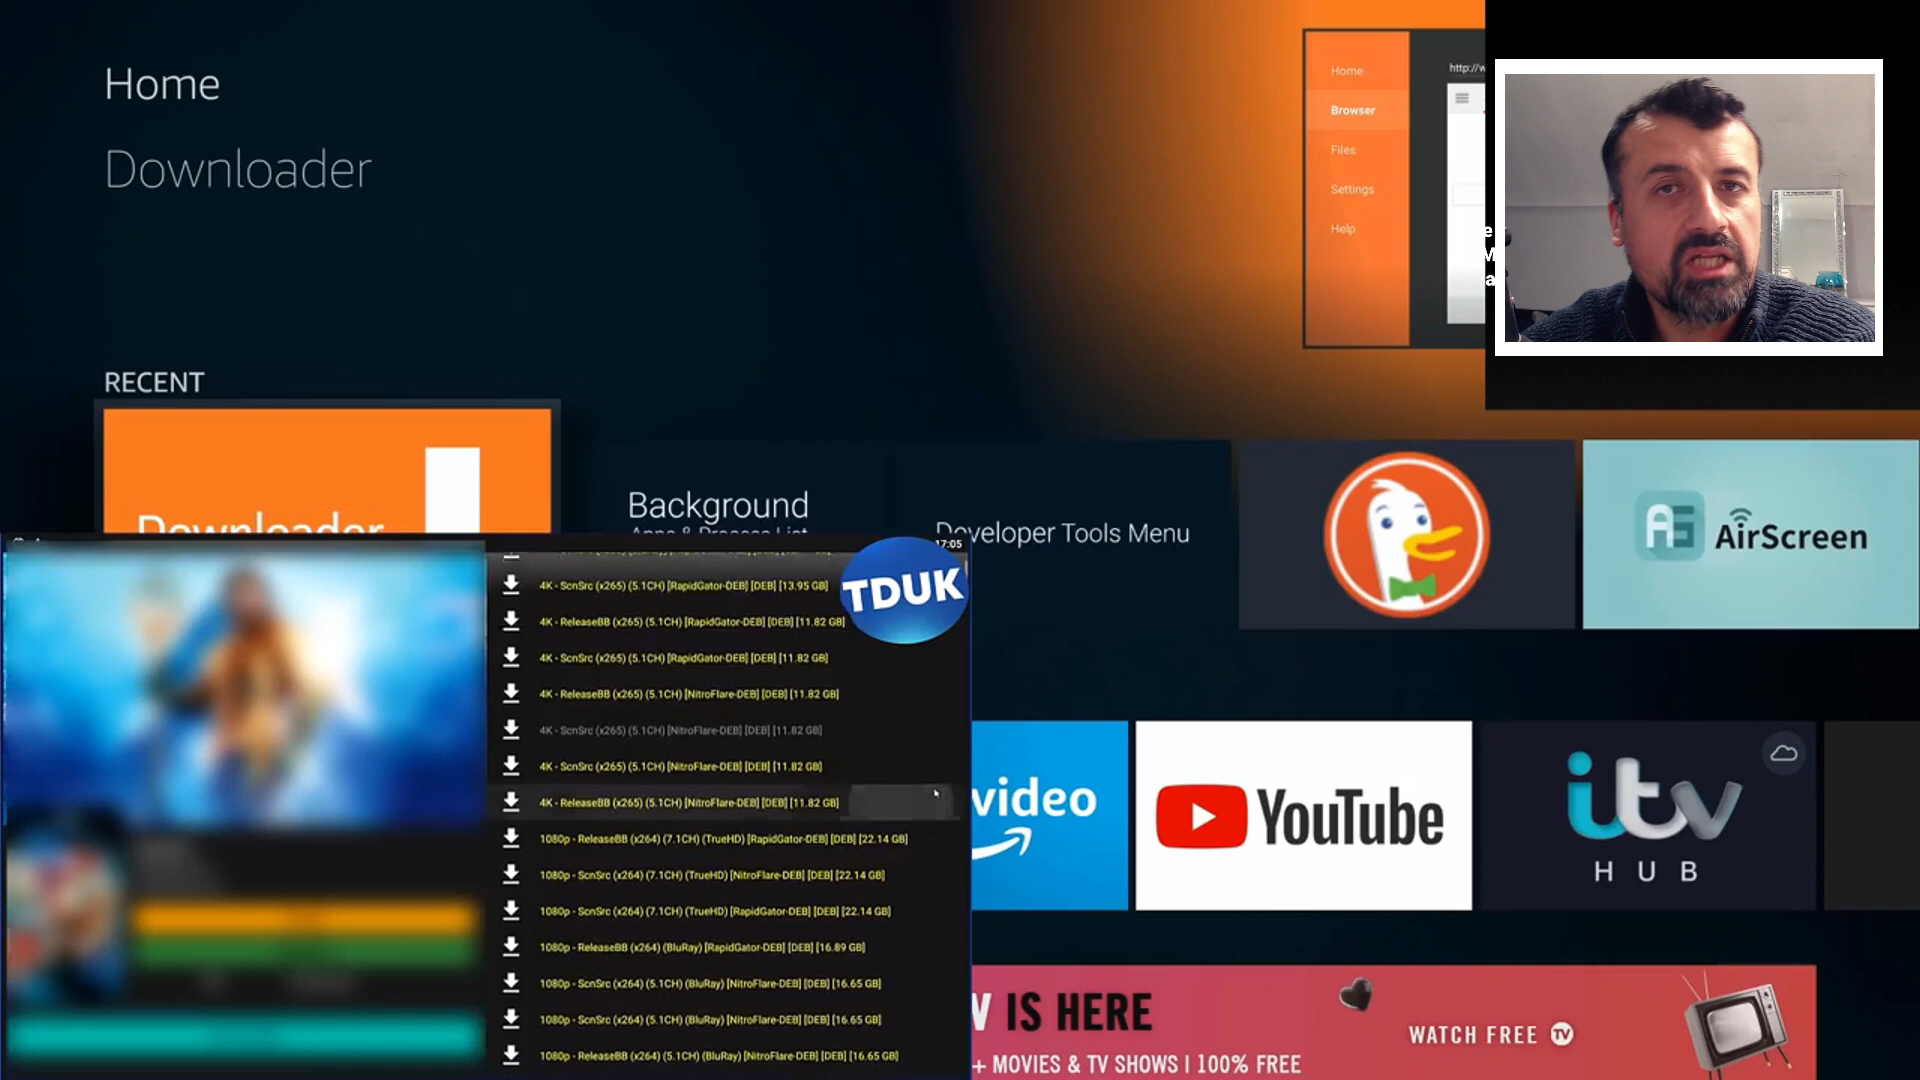 Home
Downloader
Home
Browser
Files
Settings
Help
http://w
RECENT
Downloader
Background
Developer Tools Menu
AirScreen
17:05
TDUK
4K - ScnSrc (x265) (5.1CH) [RapidGator-DEB] [DEB] [13.95 GB]
4K - ReleaseBB (x265) (5.1CH) [RapidGator-DEB] [DEB] [11.82 GB]
4K - ScnSrc (x265) (5.1CH) [RapidGator-DEB] [DEB] [11.82 GB]
4K - ReleaseBB (x265) (5.1CH) [NitroFlare-DEB] [DEB] [11.82 GB]
4K - ScnSrc (x265) (5.1CH) [NitroFlare-DEB] [DEB] [11.82 GB]
4K - ScnSrc (x265) (5.1CH) [NitroFlare-DEB] [DEB] [11.82 GB]
4K - ReleaseBB (x265) (5.1CH) [NitroFlare-DEB] [DEB] [11.82 GB]
1080p - ReleaseBB (x264) (7.1CH) (TrueHD) [RapidGator-DEB] [DEB] [22.14 GB]
1080p - ScnSrc (x264) (7.1CH) (TrueHD) [NitroFlare-DEB] [DEB] [22.14 GB]
1080p - ScnSrc (x264) (7.1CH) (TrueHD) [RapidGator-DEB] [DEB] [22.14 GB]
1080p - ReleaseBB (x264) (BluRay) [RapidGator-DEB] [DEB] [16.89 GB]
1080p - ScnSrc (x264) (5.1CH) (BluRay) [NitroFlare-DEB] [DEB] [16.65 GB]
1080p - ScnSrc (x264) (5.1CH) (BluRay) [NitroFlare-DEB] [DEB] [16.65 GB]
1080p - ReleaseBB (x264) (5.1CH) (BluRay) [NitroFlare-DEB] [DEB] [16.65 GB]
video
YouTube
itv
HUB
IS HERE
+ MOVIES & TV SHOWS | 100% FREE
WATCH FREE TV